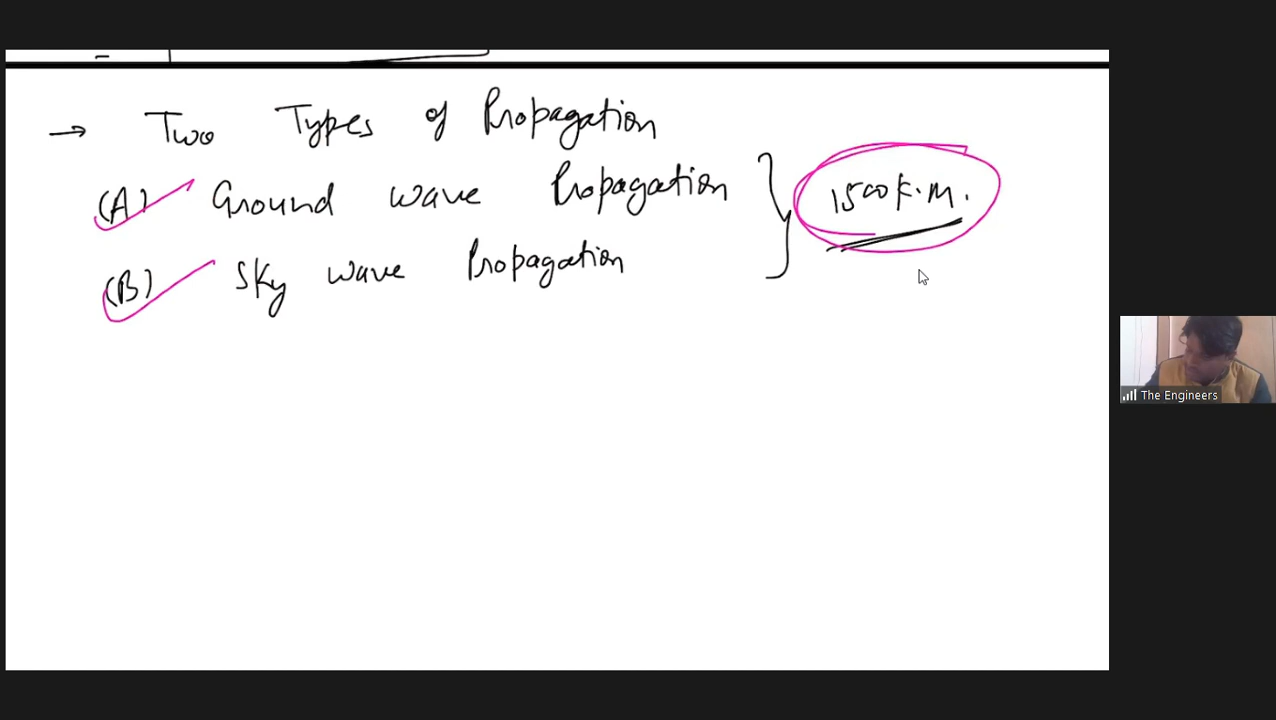 → Two Types of Propagation
(A) Ground wave Propagation
1500 K.M.
(B) Sky wave Propagation
The Engineers